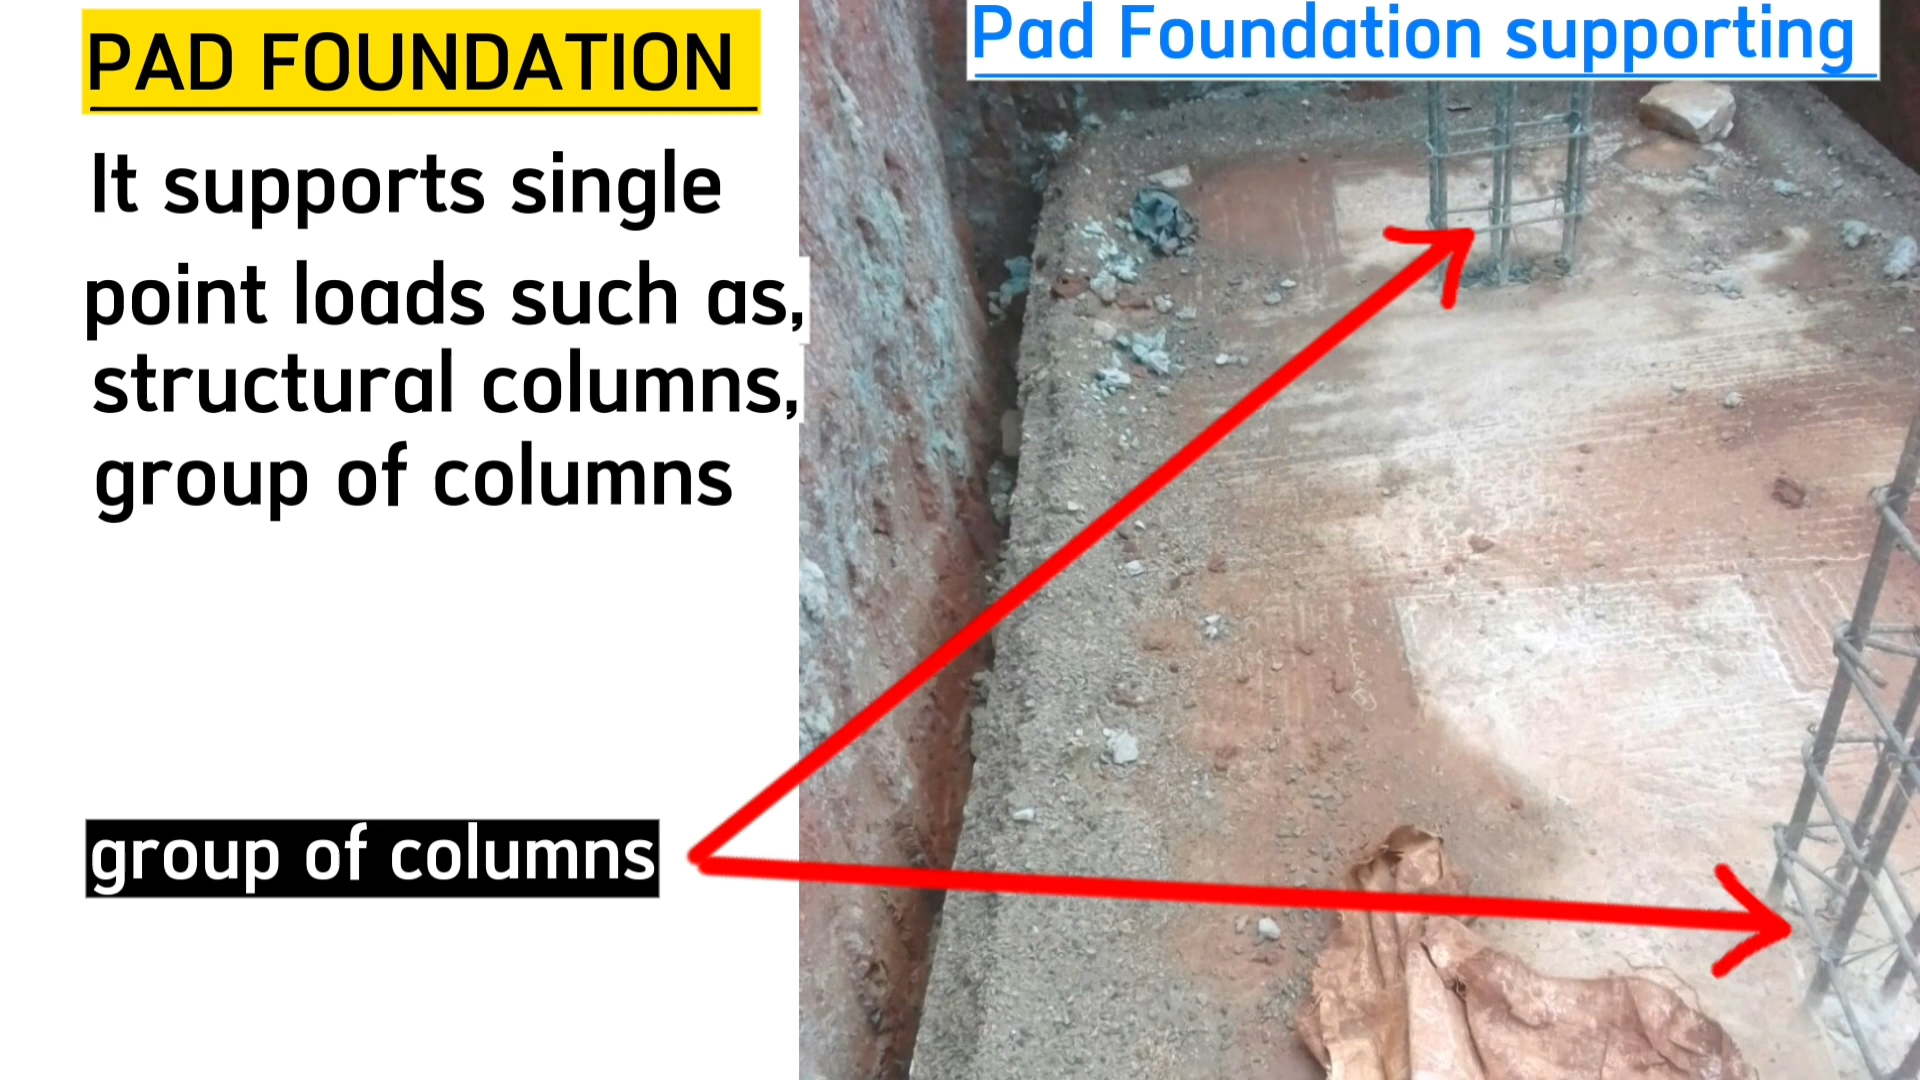 PAD FOUNDATION
It supports single
point loads such as,
structural columns,
group of columns
group of columns
Pad Foundation supporting